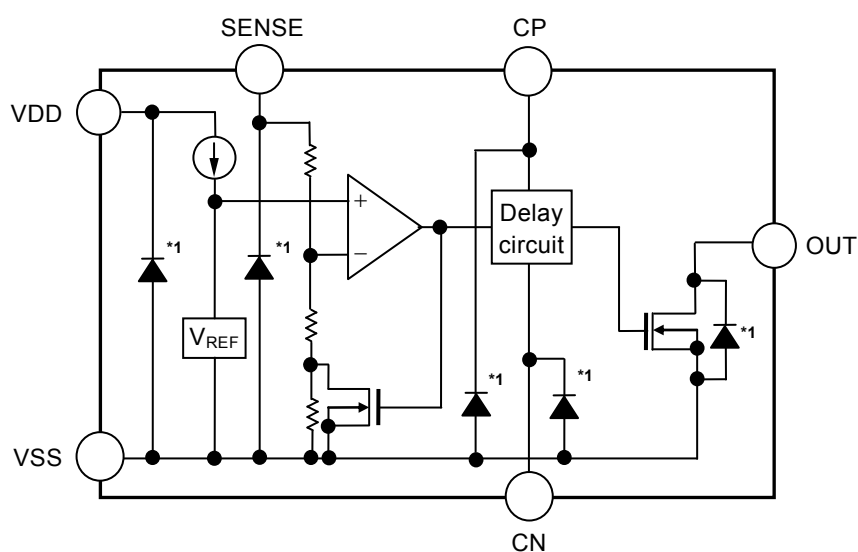 SENSE
CP
VDD
+
−
Delay
circuit
*1
*1
OUT
*1
VREF
*1
*1
VSS
CN